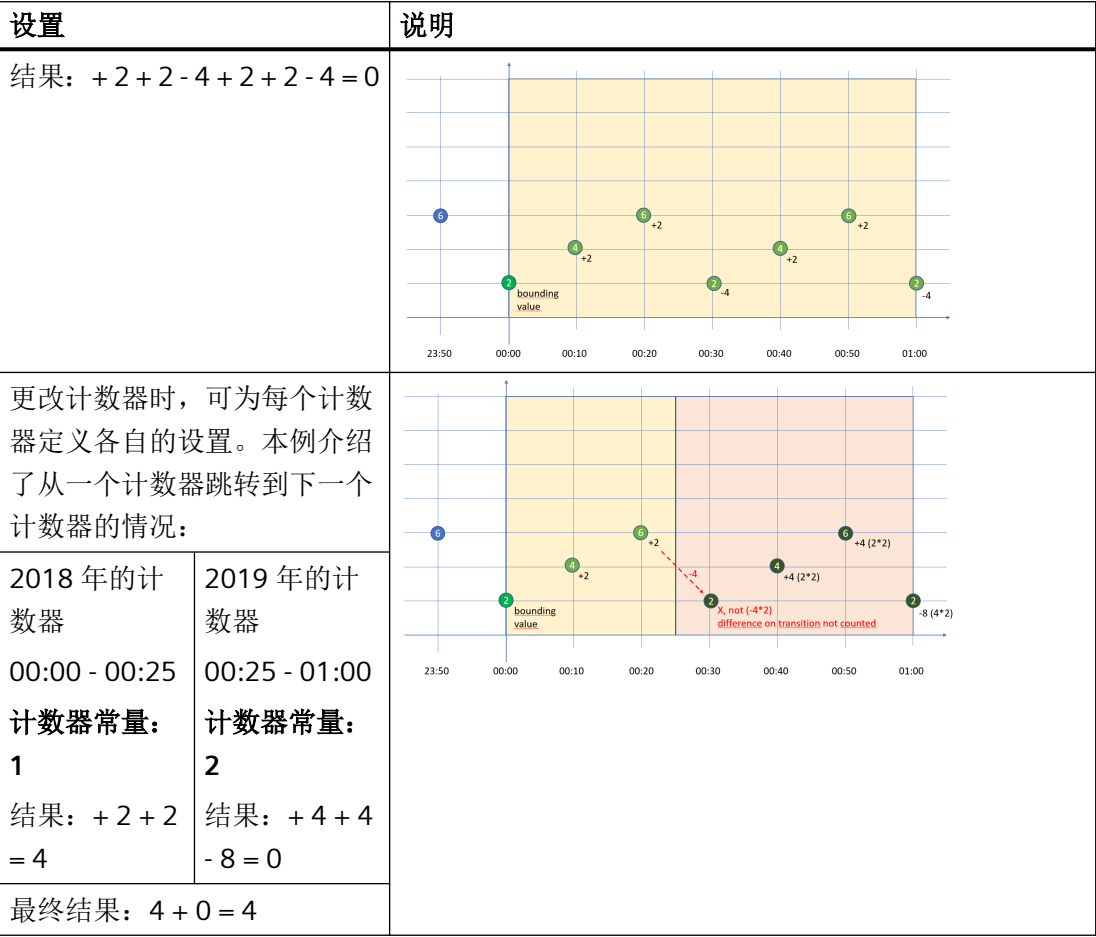 设置
说明
结果：+ 2 + 2 - 4 + 2 + 2 - 4 = 0
6
2
bounding
value
4
+2
6
+2
2
-4
4
+2
6
+2
2
-4
23:50 00:00 00:10 00:20 00:30 00:40 00:50 01:00
更改计数器时，可为每个计数
器定义各自的设置。本例介绍
了从一个计数器跳转到下一个
计数器的情况：
2018 年的计
数器
00:00 - 00:25
计数器常量：
1
结果：+ 2 + 2
= 4
2019 年的计
数器
00:25 - 01:00
计数器常量：
2
结果：+ 4 + 4
- 8 = 0
最终结果：4 + 0 = 4
6
2
bounding
value
4
+2
6
+2
-4
2
X, not (-4*2)
difference on transition not counted
4
+4 (2*2)
6
+4 (2*2)
2
-8 (4*2)
23:50 00:00 00:10 00:20 00:30 00:40 00:50 01:00